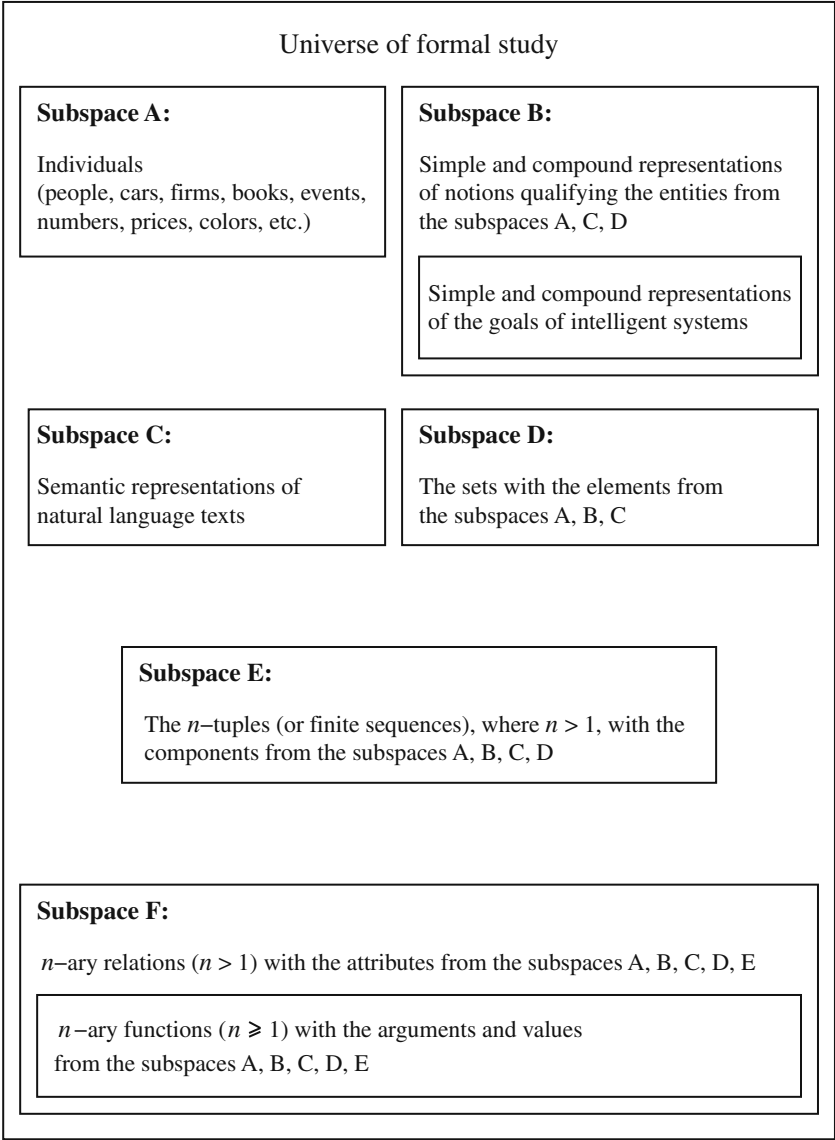 Universe of formal study
Subspace A:
Individuals
(people, cars, firms, books, events,
numbers, prices, colors, etc.)
Subspace B:
Simple and compound representations
of notions qualifying the entities from
the subspaces A, C, D
Simple and compound representations
of the goals of intelligent systems
Subspace C:
Semantic representations of
natural language texts
Subspace D:
The sets with the elements from
the subspaces A, B, C
Subspace E:
The n−tuples (or finite sequences), where n > 1, with the
components from the subspaces A, B, C, D
Subspace F:
n−ary relations (n > 1) with the attributes from the subspaces A, B, C, D, E
n−ary functions (n ⩾ 1) with the arguments and values
from the subspaces A, B, C, D, E